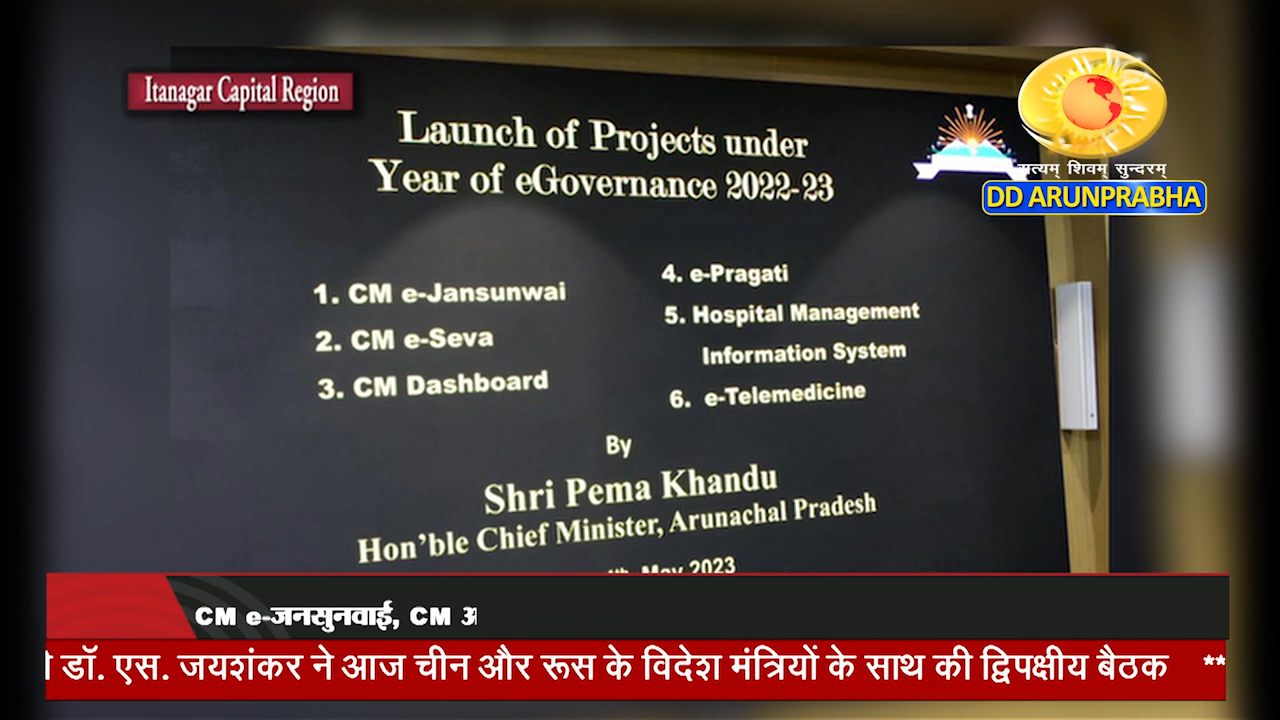 Itanagar Capital Region
Launch of Projects under
Year of eGovernance 2022-23
सत्यम् शिवम् सुन्दरम्
DD ARUNPRABHA
1. CM e-Jansunwai
2. CM e-Seva
3. CM Dashboard
4. e-Pragati
5. Hospital Management
Information System
6. e-Telemedicine
By
Shri Pema Khandu
Hon'ble Chief Minister, Arunachal Pradesh
May 2023
CM e-जनसुनवाई, CM
डॉ. एस. जयशंकर ने आज चीन और रूस के विदेश मंत्रियों के साथ की द्विपक्षीय बैठक **